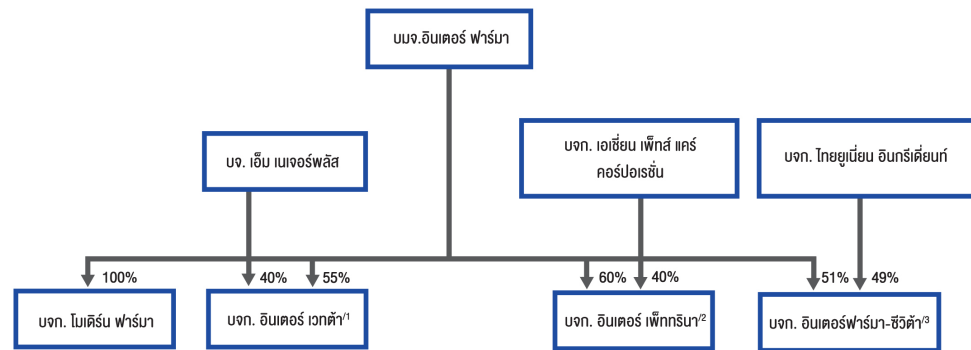 บมจ.อินเตอร์ ฟาร์มา
บจ. เอ็ม เนเจอร์พลัส
บจก. เอเชี่ยน เพ็ทส์ แคร์
คอร์ปอเรชั่น
บจก. ไทยยูเนี่ยน อินกรีเดี่ยนท์
100%
40%
55%
60%
40%
51%
49%
บจก. โมเดิร์น ฟาร์มา
บจก. อินเตอร์ เวทต้า/1
บจก. อินเตอร์ เพ็ททรินา/2
บจก. อินเตอร์ฟาร์มา-ซีวิต้า/3